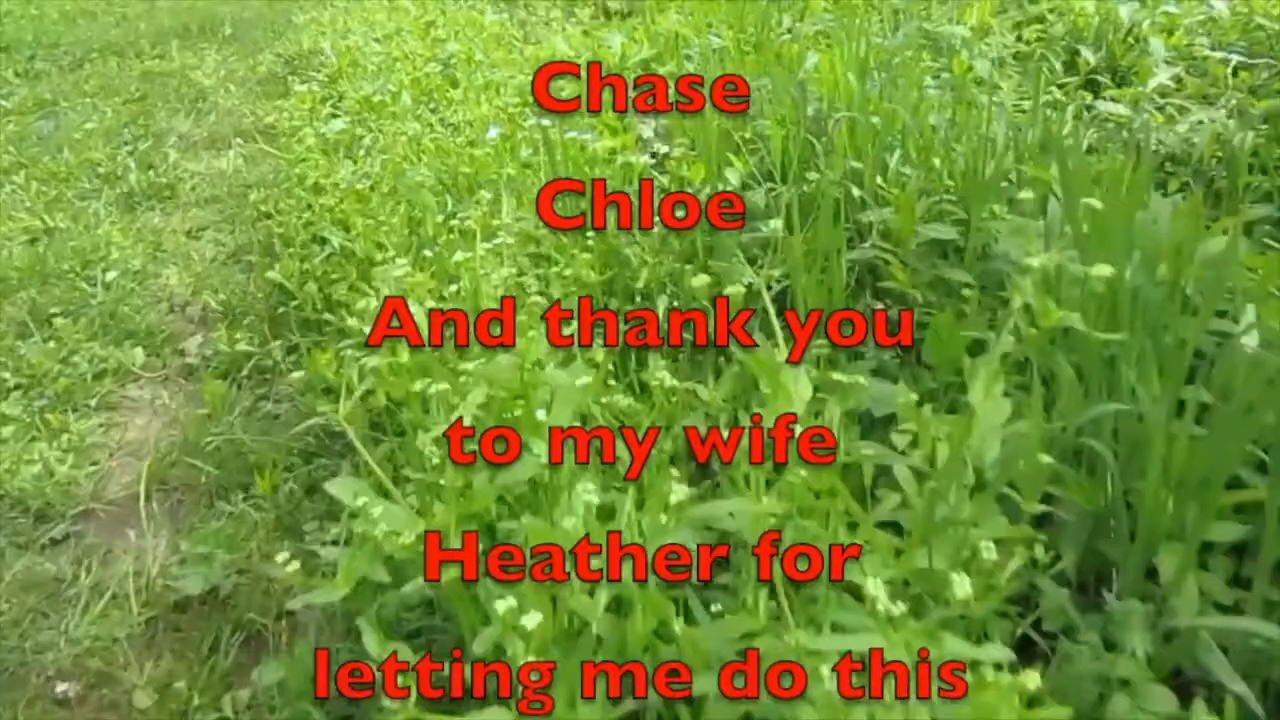 Chase
Chloe
And thank you
to my wife
Heather for
letting me do this